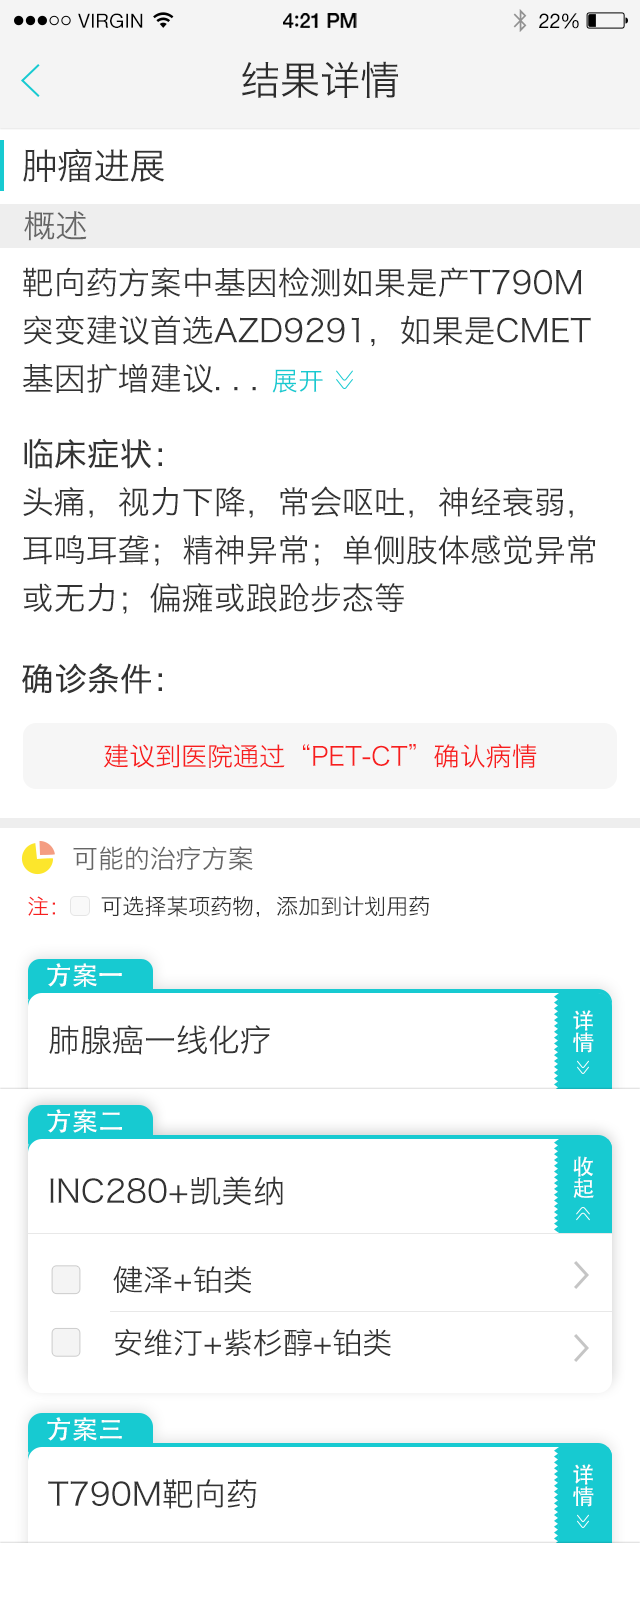 VIRGIN 4:21 PM 22%
结果详情
肿瘤进展
概述
靶向药方案中基因检测如果是产T790M
突变建议首选AZD9291，如果是CMET
基因扩增建议... 展开
临床症状：
头痛，视力下降，常会呕吐，神经衰弱，
耳鸣耳聋；精神异常；单侧肢体感觉异常
或无力；偏瘫或踉跄步态等
确诊条件：
建议到医院通过“PET-CT”确认病情
可能的治疗方案
注： 可选择某项药物，添加到计划用药
方案一
肺腺癌一线化疗
详情
方案二
INC280+凯美纳
收起
健泽+铂类
安维汀+紫杉醇+铂类
方案三
T790M靶向药
详情